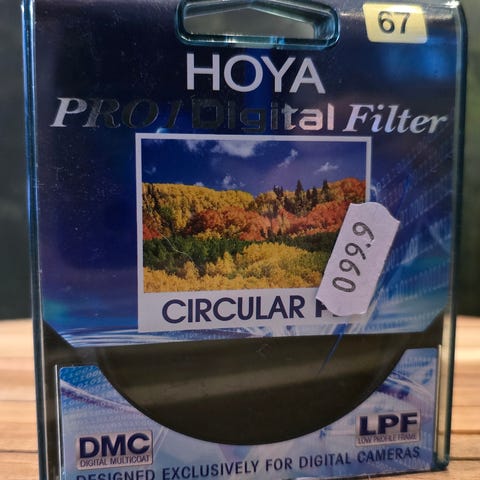 67
HOYA
PRO1 Digital Filter
099.9
CIRCULAR
DMC
DIGITAL MULTICOAT
LPF
LOW PROFILE FRAME
DESIGNED EXCLUSIVELY FOR DIGITAL CAMERAS